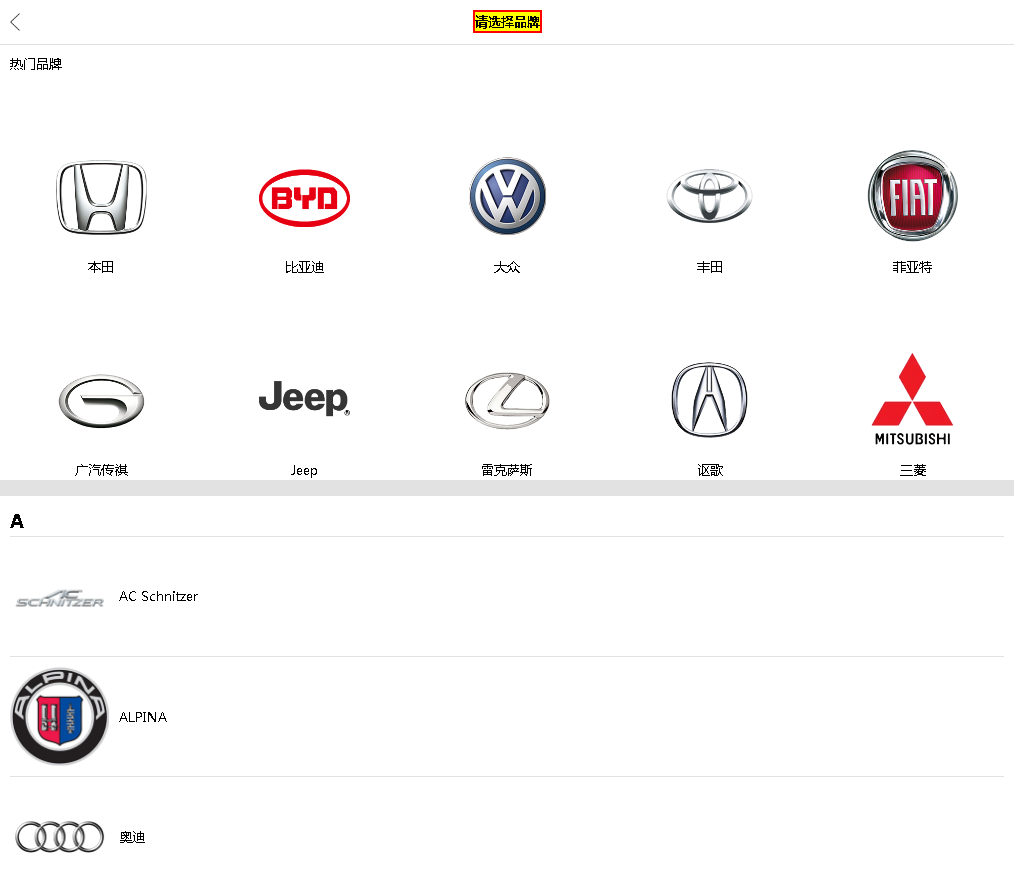 请选择品牌
热门品牌
BYD
FIAT
本田
比亚迪
大众
丰田
菲亚特
Jeep
MITSUBISHI
广汽传祺
Jeep
雷克萨斯
讴歌
三菱
A
AC SCHNITZER
AC Schnitzer
ALPINA
ALPINA
奥迪